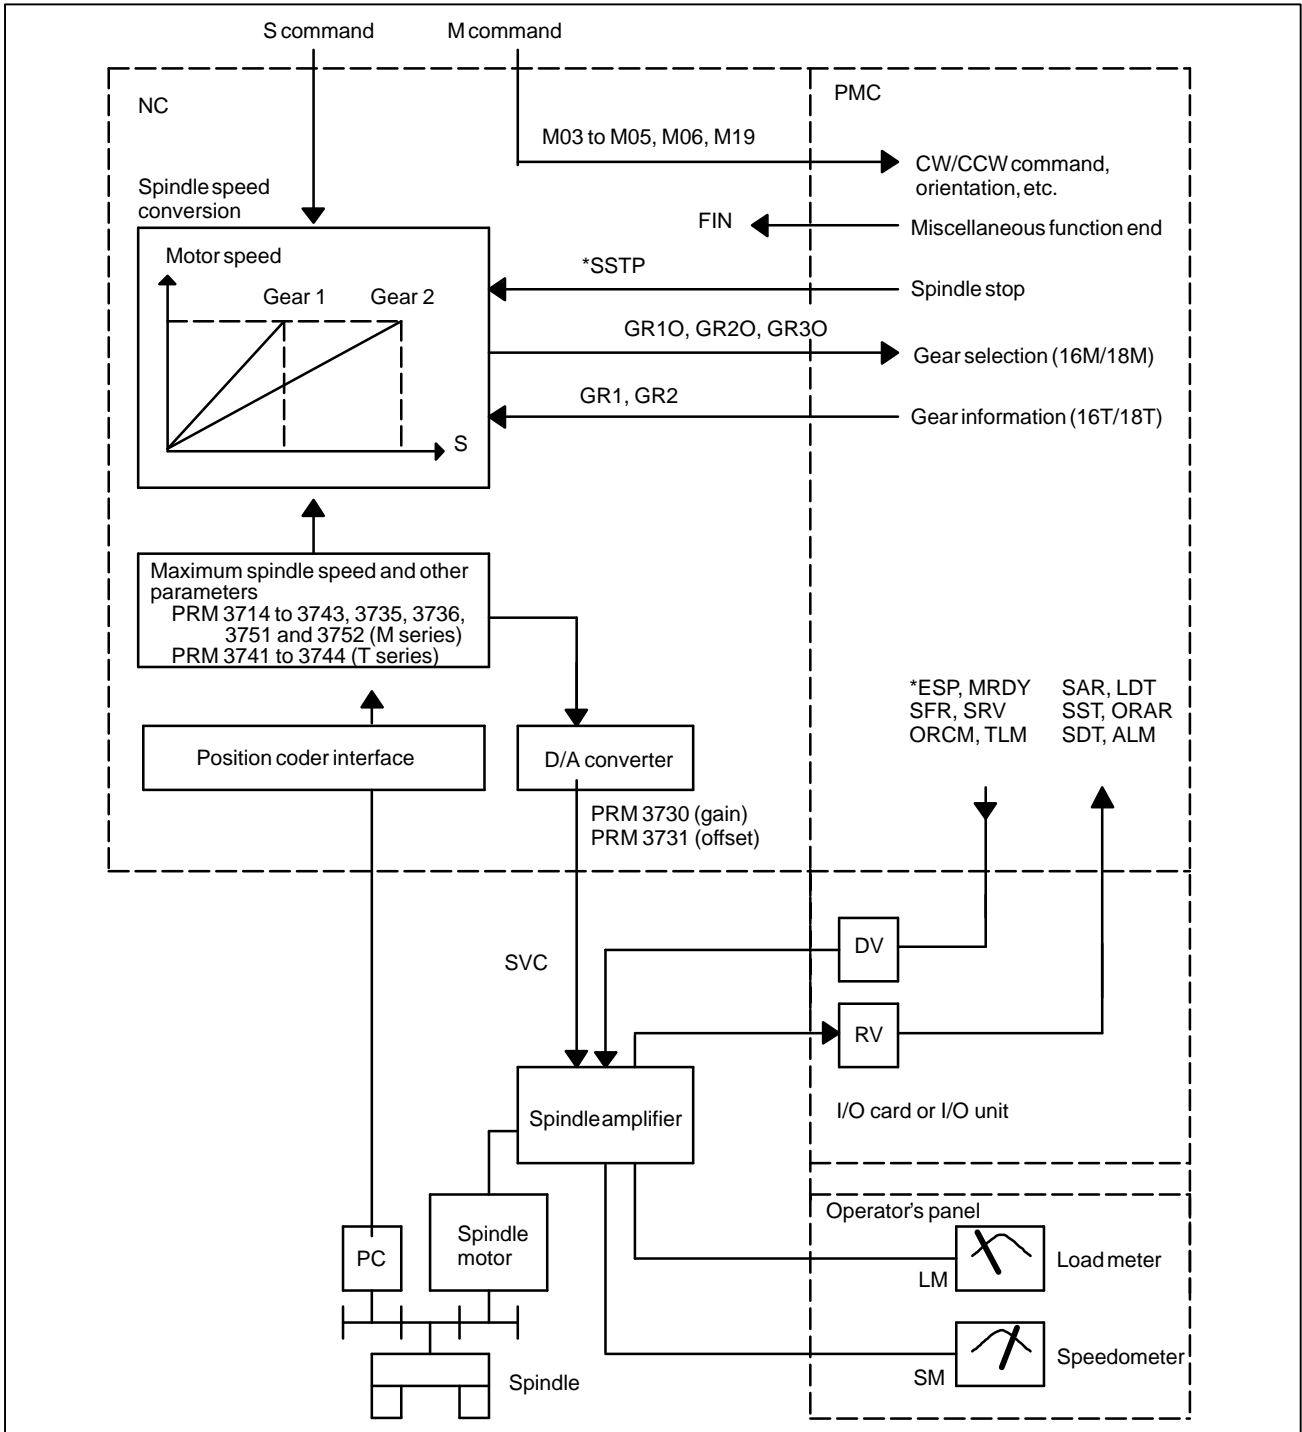 S command
M command
NC
PMC
M03 to M05, M06, M19
CW/CCW command,
orientation, etc.
Spindle speed
conversion
FIN
Miscellaneous function end
Motor speed
*SSTP
Spindle stop
Gear 1
Gear 2
GR1O, GR2O, GR3O
Gear selection (16M/18M)
GR1, GR2
Gear information (16T/18T)
S
Maximum spindle speed and other
parameters
PRM 3714 to 3743, 3735, 3736,
3751 and 3752 (M series)
PRM 3741 to 3744 (T series)
*ESP, MRDY
SFR, SRV
ORCM, TLM
SAR, LDT
SST, ORAR
SDT, ALM
Position coder interface
D/A converter
PRM 3730 (gain)
PRM 3731 (offset)
SVC
DV
RV
Spindle amplifier
I/O card or I/O unit
Operator's panel
PC
Spindle
motor
LM
Load meter
SM
Speedometer
Spindle